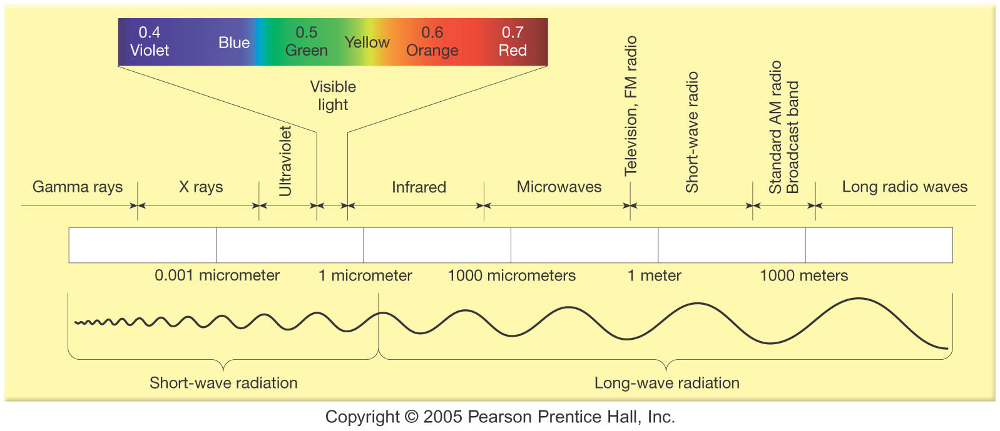 0.4
Violet
Blue
0.5
Green
Yellow
0.6
Orange
0.7
Red
Visible
light
Gamma rays
X rays
Ultraviolet
Infrared
Microwaves
Television, FM radio
Short-wave radio
Standard AM radio
Broadcast band
Long radio waves
0.001 micrometer
1 micrometer
1000 micrometers
1 meter
1000 meters
Short-wave radiation
Long-wave radiation
Copyright © 2005 Pearson Prentice Hall, Inc.